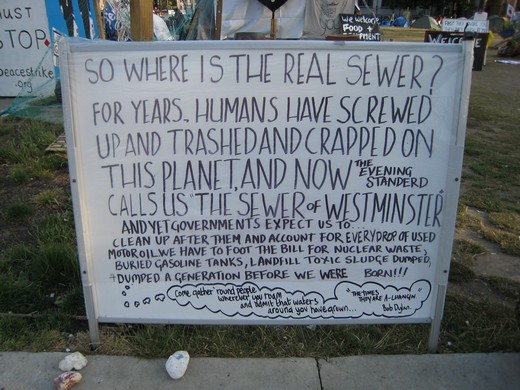 MUST
STOP
peacestrike
.org
We welcome
FOOD +
WELCOME
SO WHERE IS THE REAL SEWER?
FOR YEARS., HUMANS HAVE SCREWED
UP AND TRASHED AND CRAPPED ON
THIS PLANET, AND NOW THE EVENING STANDERD
CALLS US "THE SEWER OF WESTMINSTER
AND YET GOVERNMENTS EXPECT US TO...
CLEAN UP AFTER THEM AND ACCOUNT FOR EVERY DROP OF USED
MOTOR OIL. WE HAVE TO FOOT THE BILL FOR NUCLEAR WASTE,
BURIED GASOLINE TANKS, LANDFILL TOXIC SLUDGE DUMPED,
+ DUMPED A GENERATION BEFORE WE WERE BORN!!!
Come gather 'round people
wherever you roam
and admit that waters
around you have grown...
"THE TIMES
THEY ARE A-CHANGIN.
Bob Dylan